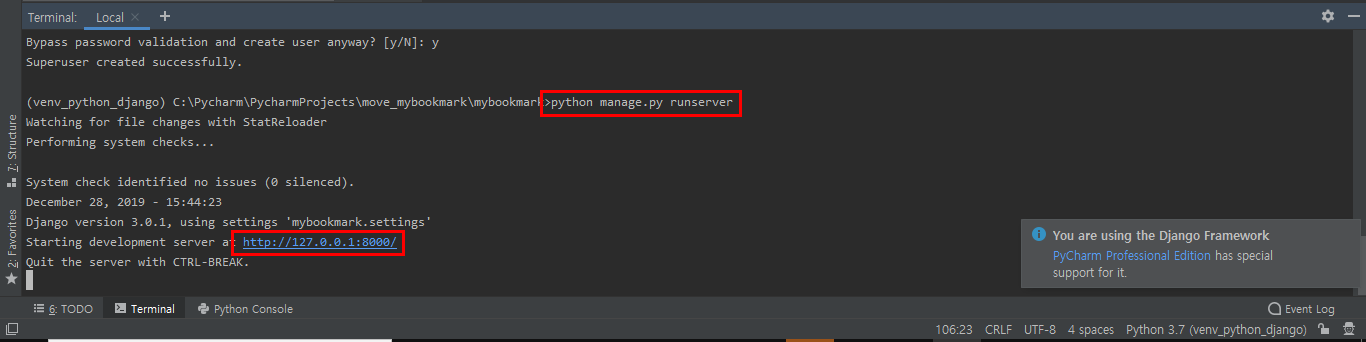 Terminal: Local × +
Bypass password validation and create user anyway? [y/N]: y
Superuser created successfully.
(venv_python_django) C:\Pycharm\PycharmProjects\move_mybookmark\mybookmark>python manage.py runserver
Watching for file changes with StatReloader
Performing system checks...
System check identified no issues (0 silenced).
December 28, 2019 - 15:44:23
Django version 3.0.1, using settings 'mybookmark.settings'
Starting development server at http://127.0.0.1:8000/
Quit the server with CTRL-BREAK.
7: Structure
2: Favorites
You are using the Django Framework
PyCharm Professional Edition has special
support for it.
6: TODO Terminal Python Console Event Log
106:23 CRLF UTF-8 4 spaces Python 3.7 (venv_python_django)